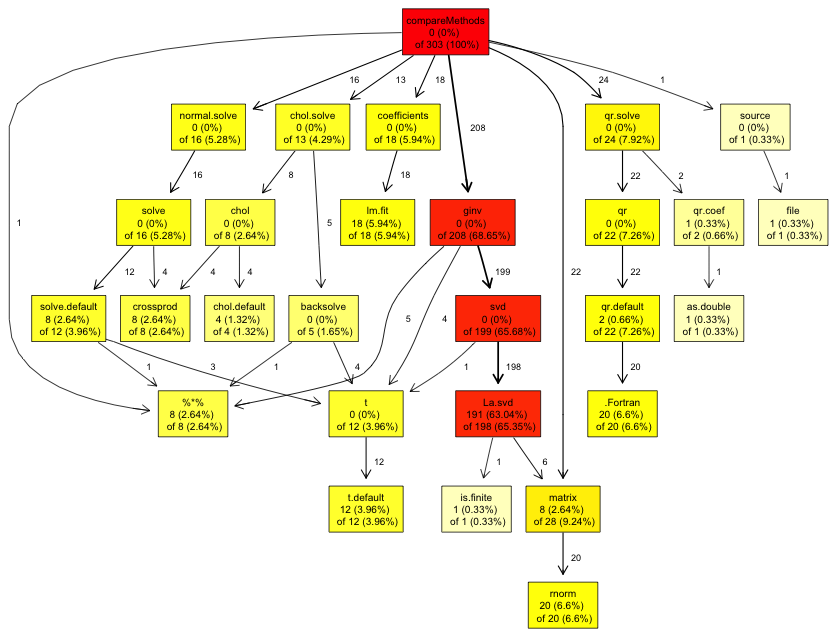 compareMethods
0 (0%)
of 303 (100%)
16
13
18
208
24
1
normal.solve
0 (0%)
of 16 (5.28%)
chol.solve
0 (0%)
of 13 (4.29%)
coefficients
0 (0%)
of 18 (5.94%)
qr.solve
0 (0%)
of 24 (7.92%)
source
0 (0%)
of 1 (0.33%)
16
8
18
22
2
1
1
5
22
solve
0 (0%)
of 16 (5.28%)
chol
0 (0%)
of 8 (2.64%)
lm.fit
18 (5.94%)
of 18 (5.94%)
ginv
0 (0%)
of 208 (68.65%)
qr
0 (0%)
of 22 (7.26%)
qr.coef
1 (0.33%)
of 2 (0.66%)
file
1 (0.33%)
of 1 (0.33%)
12
4
4
4
199
22
1
solve.default
8 (2.64%)
of 12 (3.96%)
crossprod
8 (2.64%)
of 8 (2.64%)
chol.default
4 (1.32%)
of 4 (1.32%)
backsolve
0 (0%)
of 5 (1.65%)
5
4
svd
0 (0%)
of 199 (65.68%)
qr.default
2 (0.66%)
of 22 (7.26%)
as.double
1 (0.33%)
of 1 (0.33%)
1
3
1
4
1
198
20
%*%
8 (2.64%)
of 8 (2.64%)
t
0 (0%)
of 12 (3.96%)
La.svd
191 (63.04%)
of 198 (65.35%)
.Fortran
20 (6.6%)
of 20 (6.6%)
12
1
6
t.default
12 (3.96%)
of 12 (3.96%)
is.finite
1 (0.33%)
of 1 (0.33%)
matrix
8 (2.64%)
of 28 (9.24%)
20
rnorm
20 (6.6%)
of 20 (6.6%)